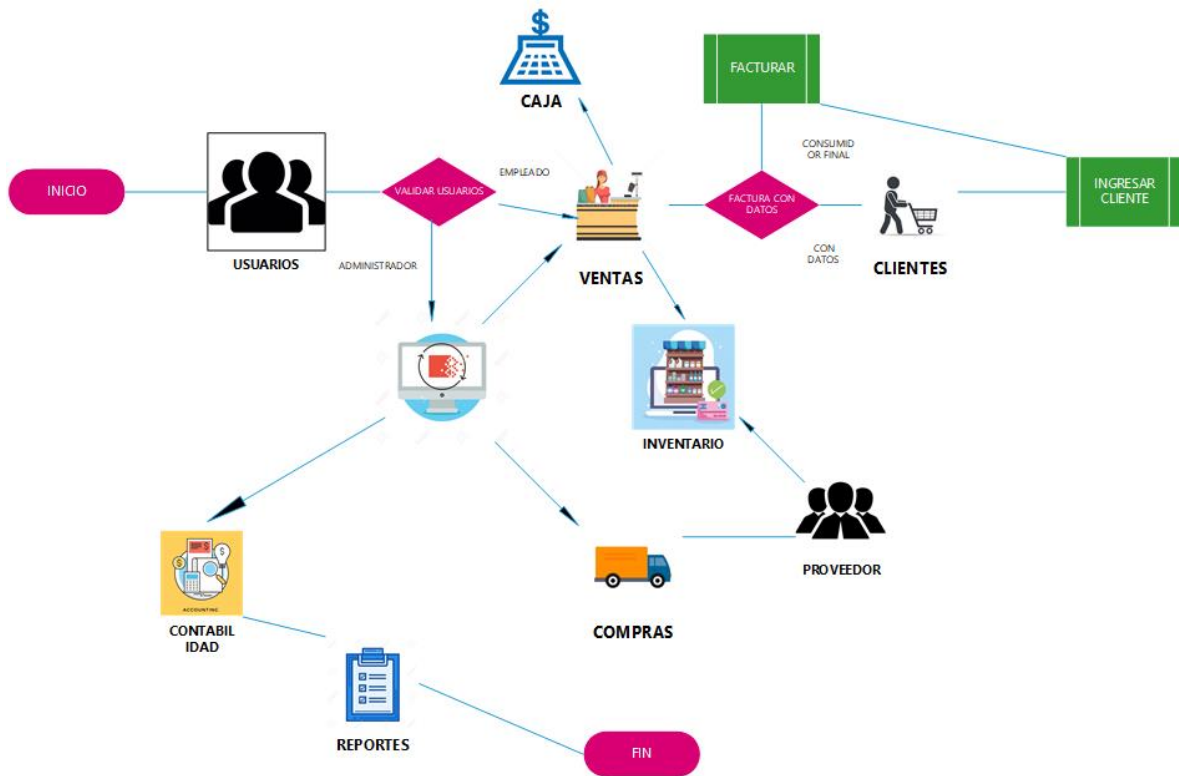 $
CAJA
FACTURAR
CONSUMID
OR FINAL
INICIO
VALIDAR USUARIOS
EMPLEADO
FACTURA CON
DATOS
INGRESAR
CLIENTE
USUARIOS
ADMINISTRADOR
VENTAS
CON
DATOS
CLIENTES
INVENTARIO
PROVEEDOR
$
$
ACCOUNTING
CONTABIL
IDAD
COMPRAS
REPORTES
FIN